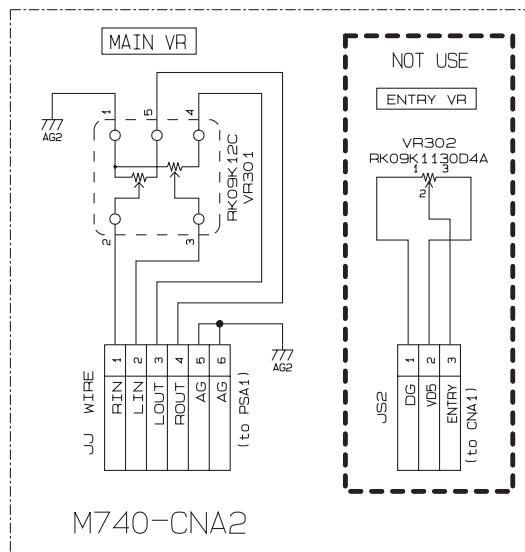 MAIN VR
NOT USE
ENTRY VR
AG2
1
5
4
2
3
RK09K12C
VR301
VR302
RK09K1130D4A
1
3
2
AG2
JJ WIRE
1
2
3
4
5
6
RIN
LIN
LOUT
ROUT
AG
AG
(to PSA1)
JS2
1
2
3
DG
VD5
ENTRY
(to CNA1)
M740-CNA2